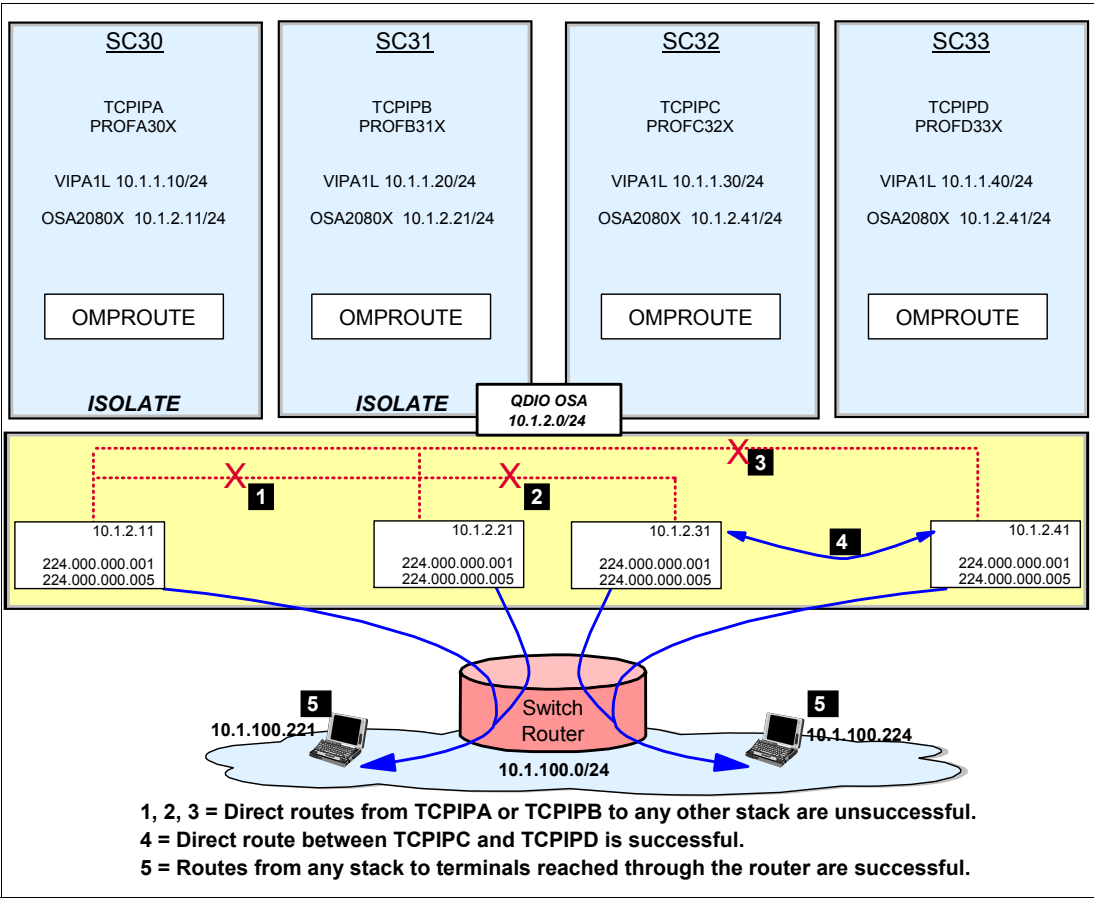 SC30
TCPIPA
PROFA30X
VIPA1L 10.1.1.10/24
OSA2080X 10.1.2.11/24
OMPROUTE
ISOLATE
SC31
TCPIPB
PROFB31X
VIPA1L 10.1.1.20/24
OSA2080X 10.1.2.21/24
OMPROUTE
ISOLATE
SC32
TCPIPC
PROFC32X
VIPA1L 10.1.1.30/24
OSA2080X 10.1.2.41/24
OMPROUTE
SC33
TCPIPD
PROFD33X
VIPA1L 10.1.1.40/24
OSA2080X 10.1.2.41/24
OMPROUTE
QDIO OSA
10.1.2.0/24
X
1
X
2
X
3
10.1.2.11
224.000.000.001
224.000.000.005
10.1.2.21
224.000.000.001
224.000.000.005
10.1.2.31
224.000.000.001
224.000.000.005
4
10.1.2.41
224.000.000.001
224.000.000.005
5
10.1.100.221
Switch
Router
5
10.1.100.224
10.1.100.0/24
1, 2, 3 = Direct routes from TCPIPA or TCPIPB to any other stack are unsuccessful.
4 = Direct route between TCPIPC and TCPIPD is successful.
5 = Routes from any stack to terminals reached through the router are successful.